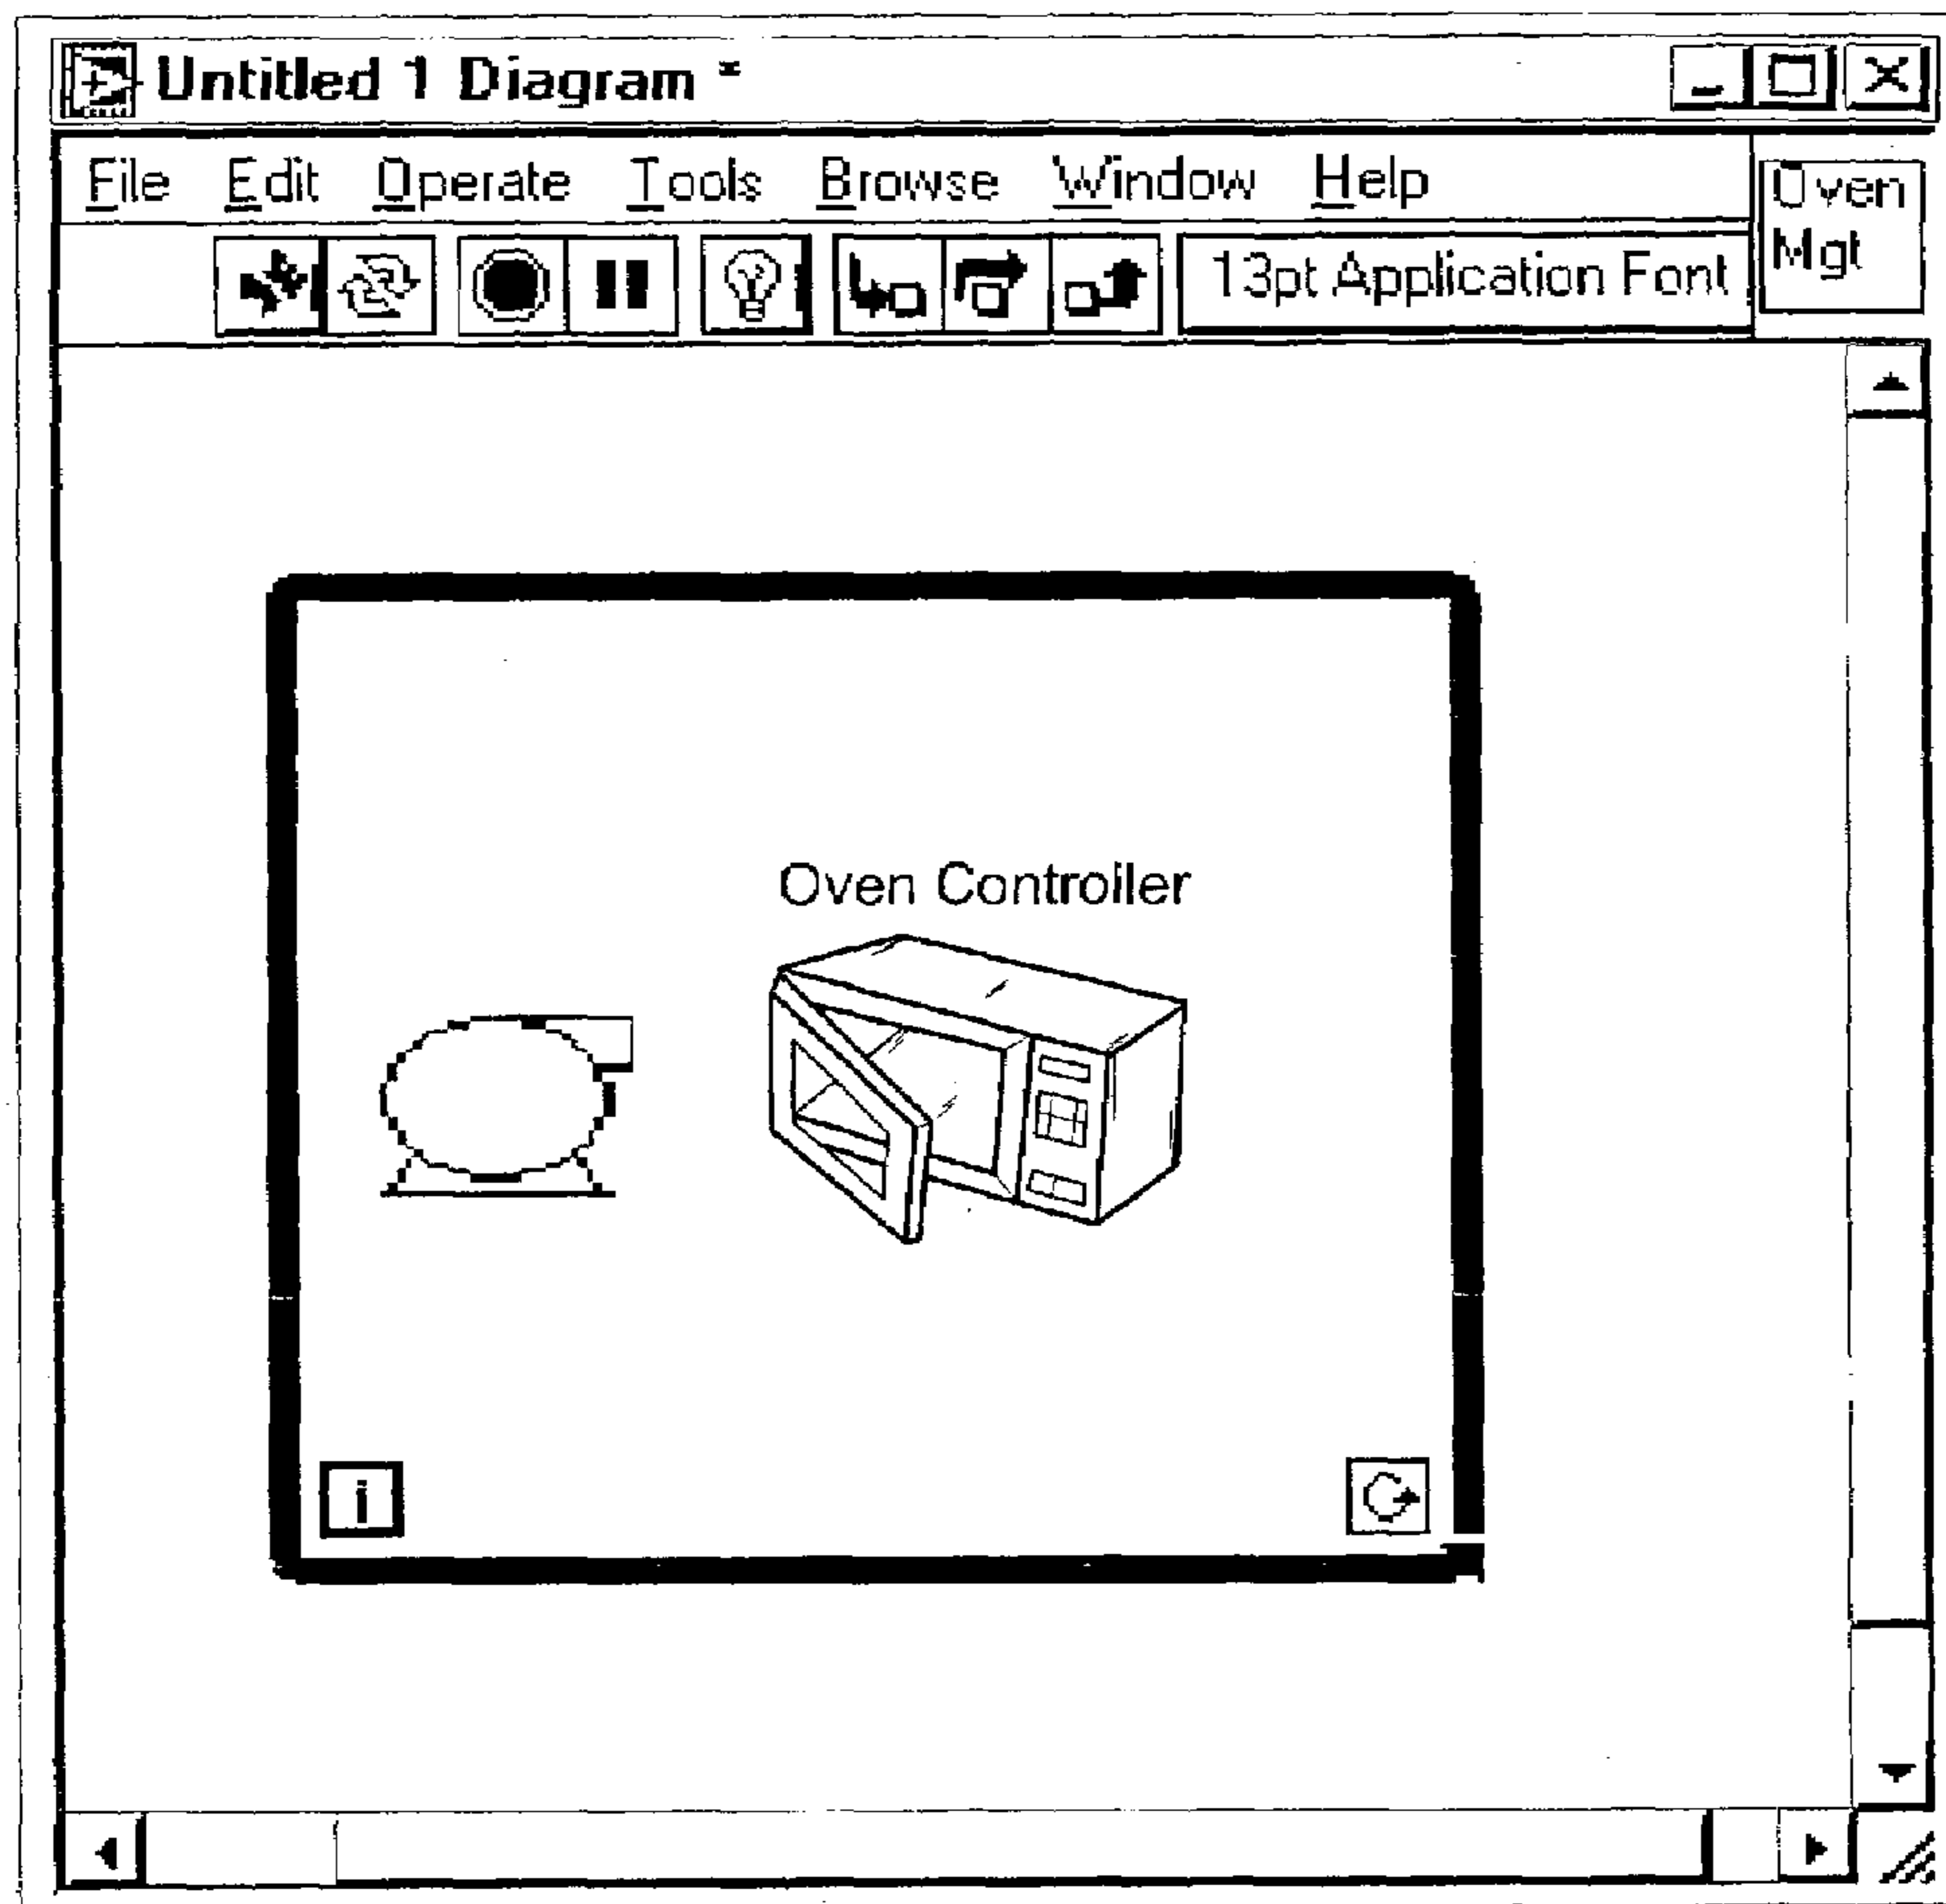 Untitled 1 Diagram *
File Edit Operate Tools Browse Window Help
Oven
Mgt
13pt Application Font
Oven Controller
i